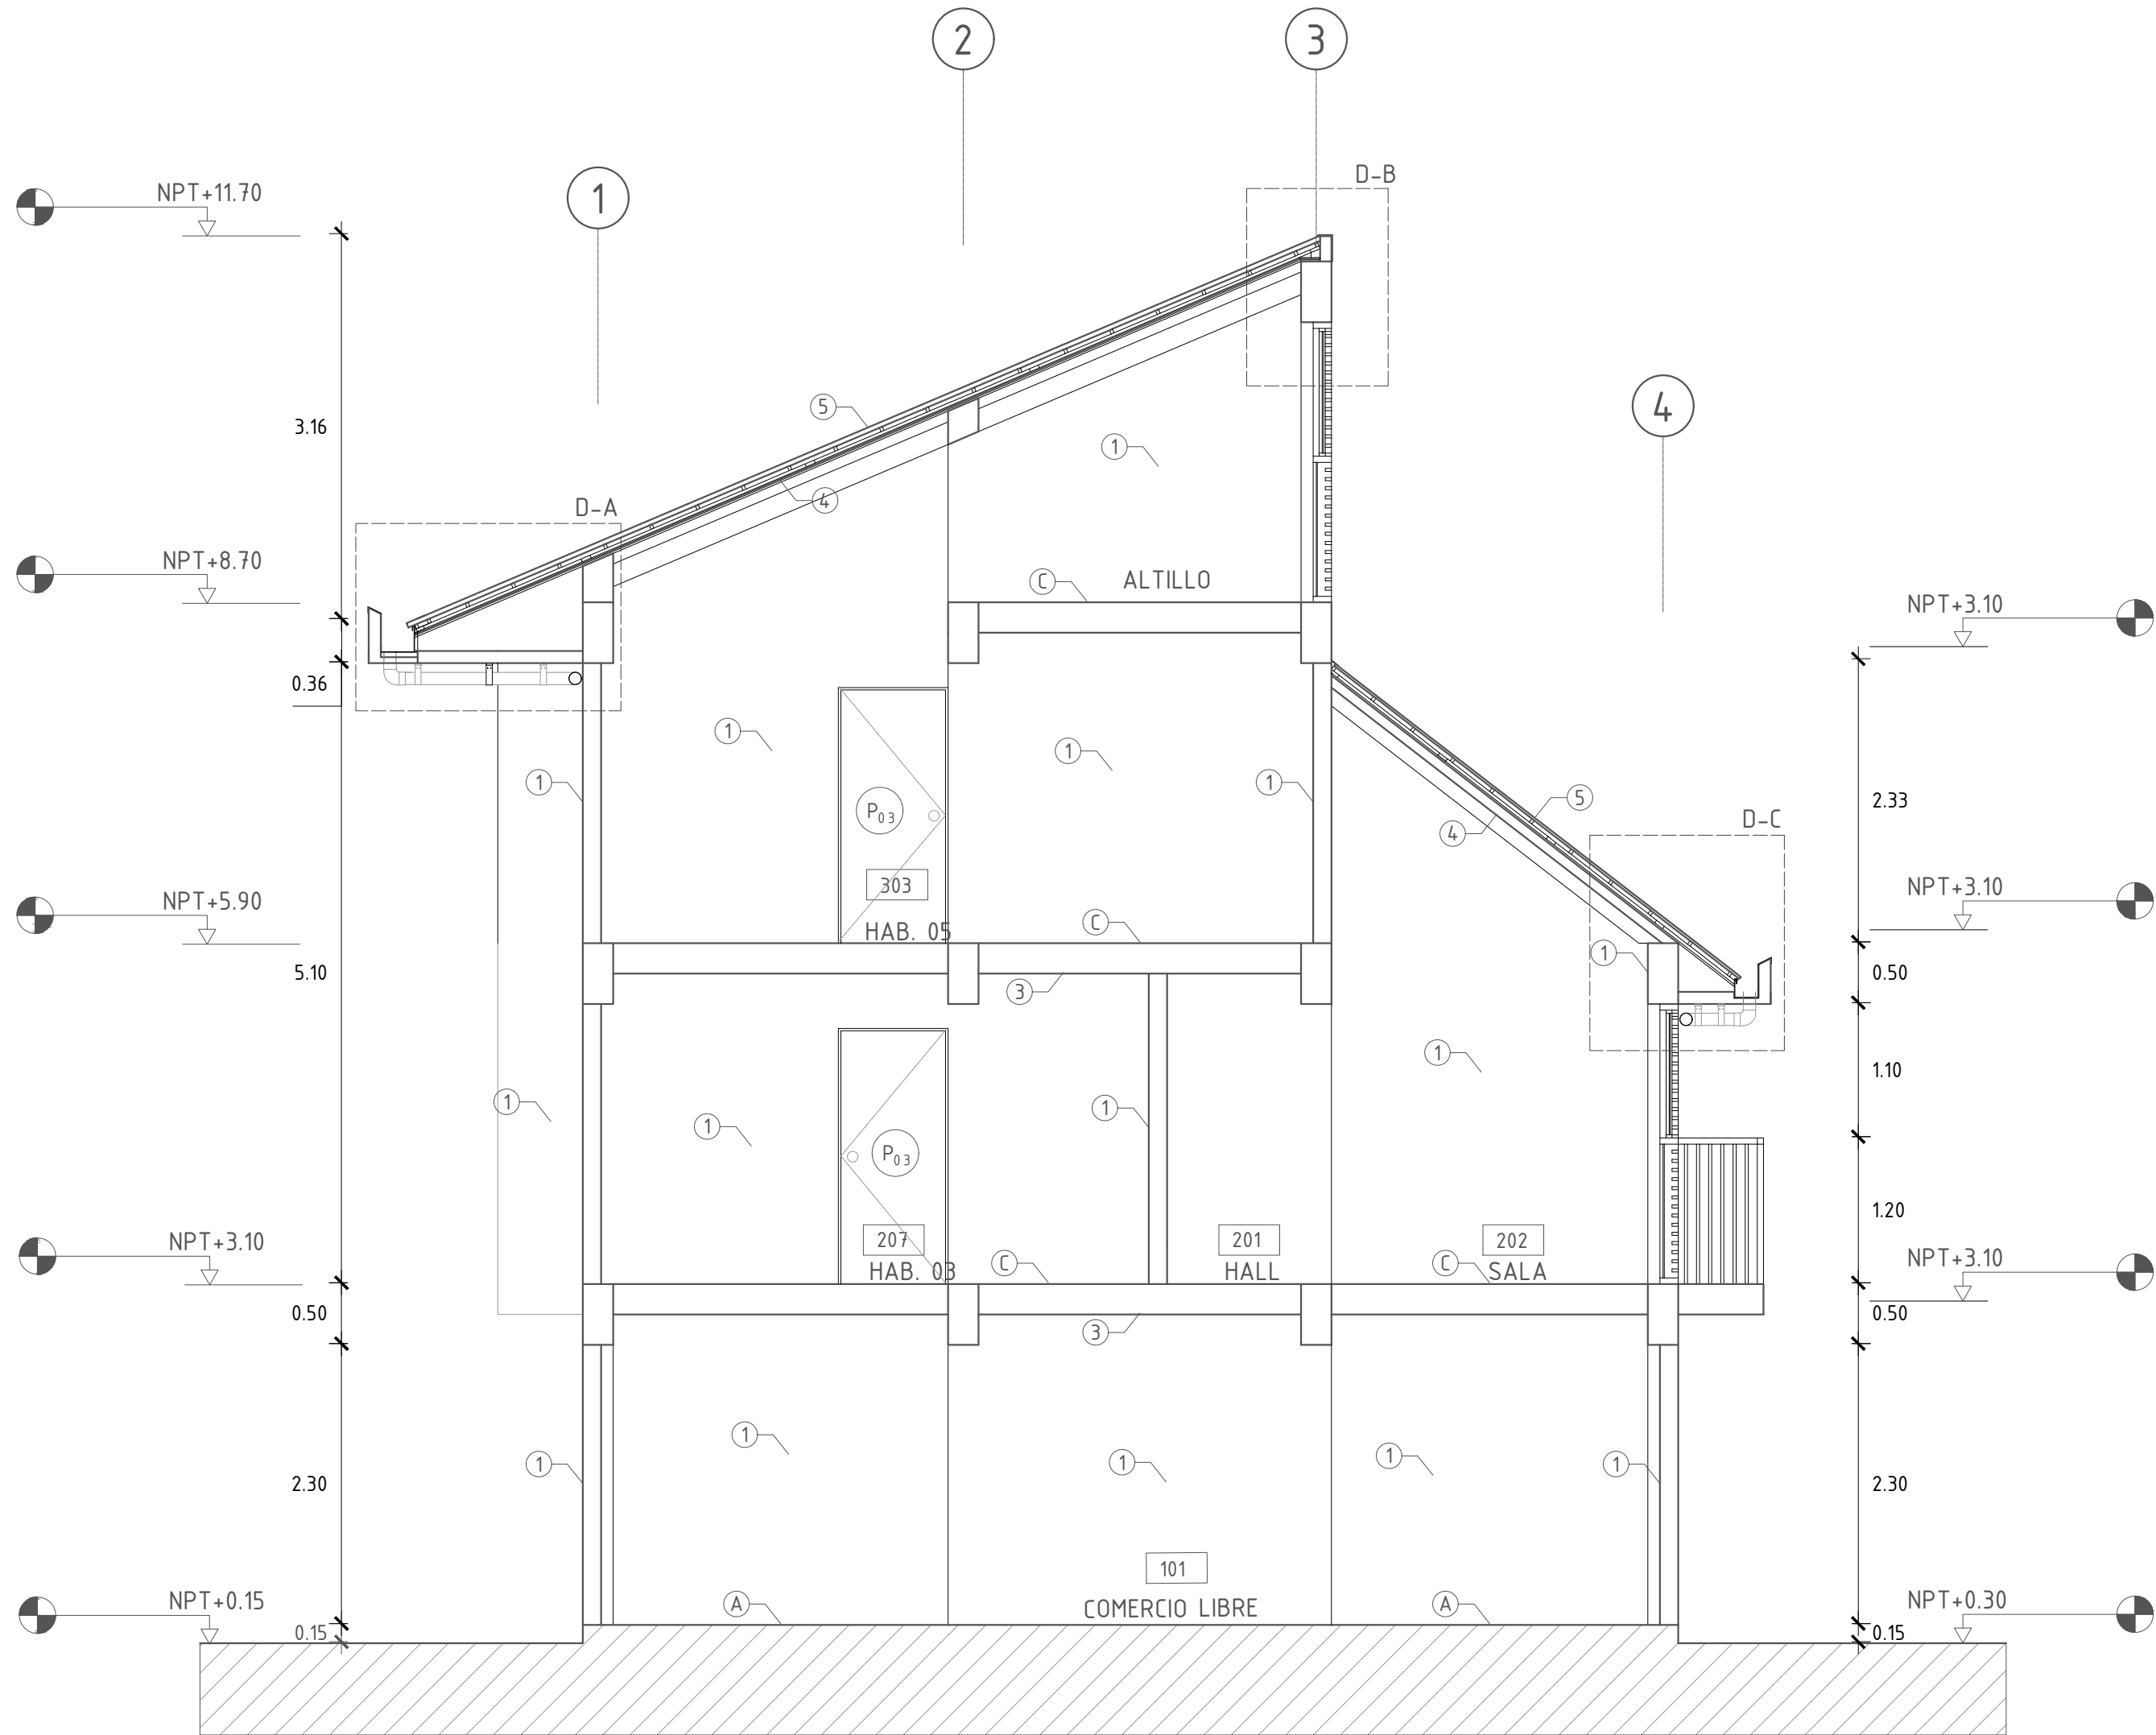 2
3
D-B
1
NPT+11.70
4
5
3.16
1
4
D-A
NPT+8.70
C
ALTILLO
NPT+3.10
0.36
1
1
1
1
5
2.33
P03
4
D-C
303
NPT+5.90
C
NPT+3.10
HAB. 05
1
5.10
3
0.50
1
1.10
1
1
1
P03
1.20
207
201
202
NPT+3.10
C
C
NPT+3.10
HAB. 03
HALL
SALA
0.50
3
0.50
1
1
1
1
1
2.30
2.30
101
NPT+0.15
A
COMERCIO LIBRE
A
NPT+0.30
0.15
0.15